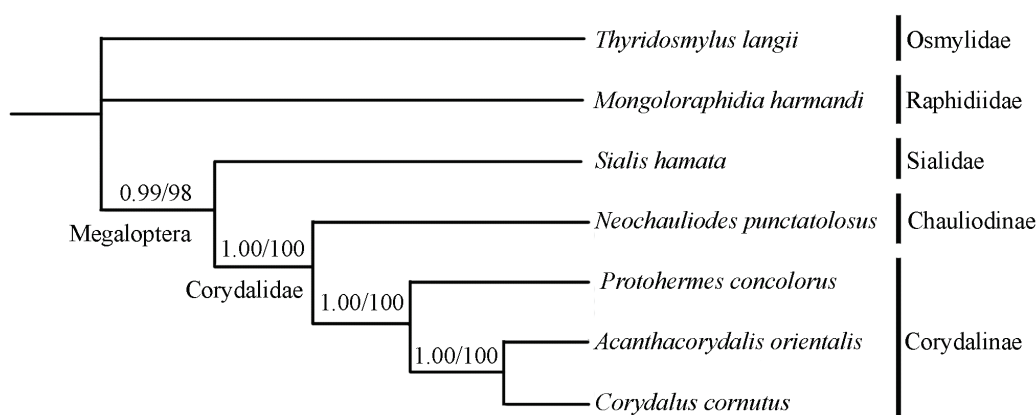 Thyridosmylus langii Osmylidae
Mongoloraphidia harmandi Raphidiidae
Sialis hamata Sialidae
0.99/98
Megaloptera
Neochauliodes punctatolosus Chauliodinae
1.00/100
Corydalidae
Protohermes concolorus
1.00/100
Acanthacorydalis orientalis Corydalinae
1.00/100
Corydalus cornutus